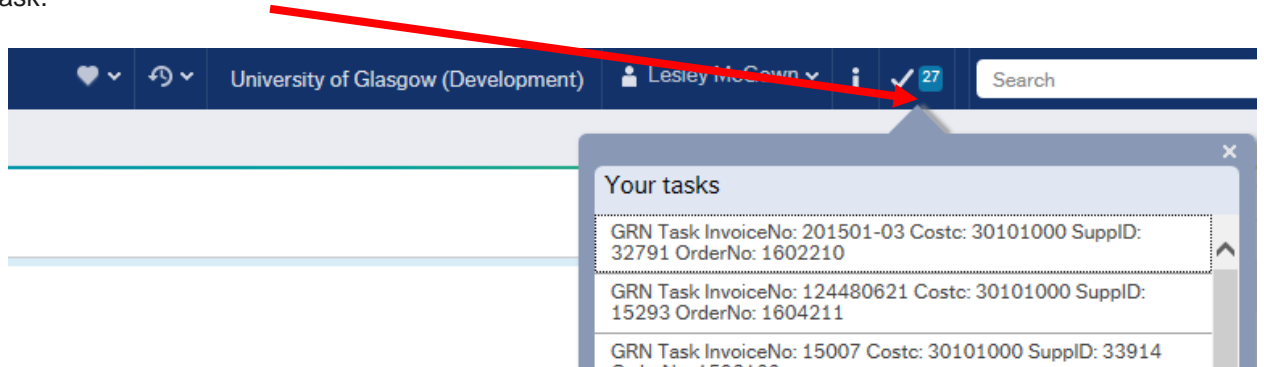 University of Glasgow (Development) Lesley McGown 27 Search
Your tasks
GRN Task InvoiceNo: 201501-03 Costc: 30101000 SuppID:
32791 OrderNo: 1602210
GRN Task InvoiceNo: 124480621 Costc: 30101000 SuppID:
15293 OrderNo: 1604211
GRN Task InvoiceNo: 15007 Costc: 30101000 SuppID: 33914